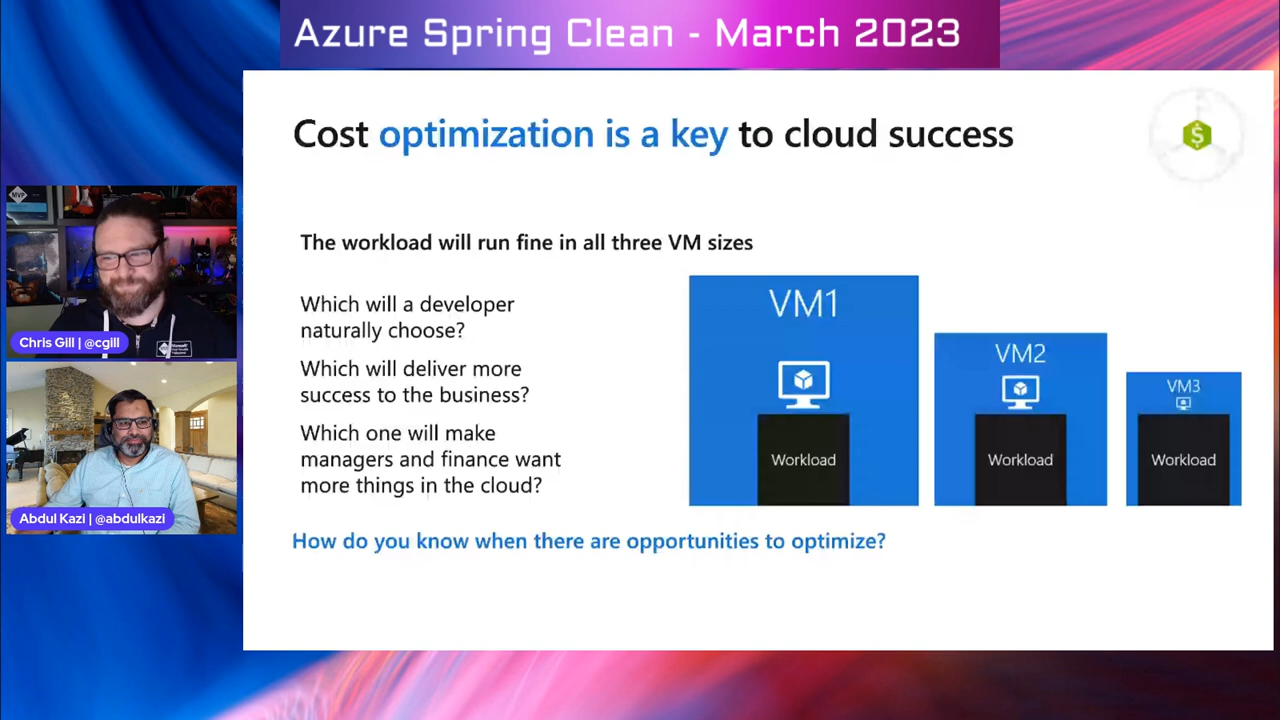 Azure Spring Clean - March 2023
Cost optimization is a key to cloud success
$
The workload will run fine in all three VM sizes
Which will a developer
naturally choose?
Which will deliver more
success to the business?
Which one will make
managers and finance want
more things in the cloud?
VM1
Workload
VM2
Workload
VM3
Workload
How do you know when there are opportunities to optimize?
MVP
Chris Gill | @cgill
Abdul Kazi | @abdulkazi